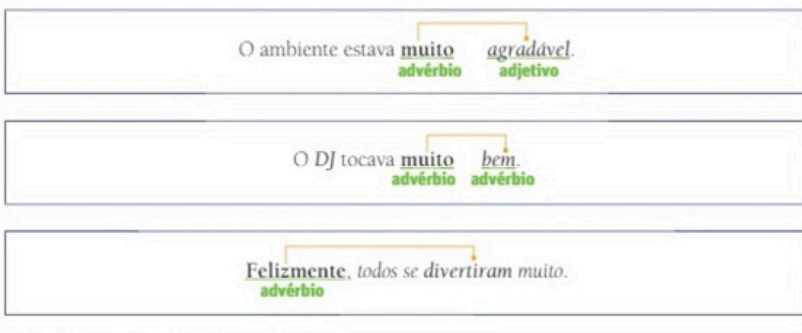 O ambiente estava muito agradável.
advérbio adjetivo
O DJ tocava muito bem.
advérbio advérbio
Felizmente, todos se divertiram muito.
advérbio